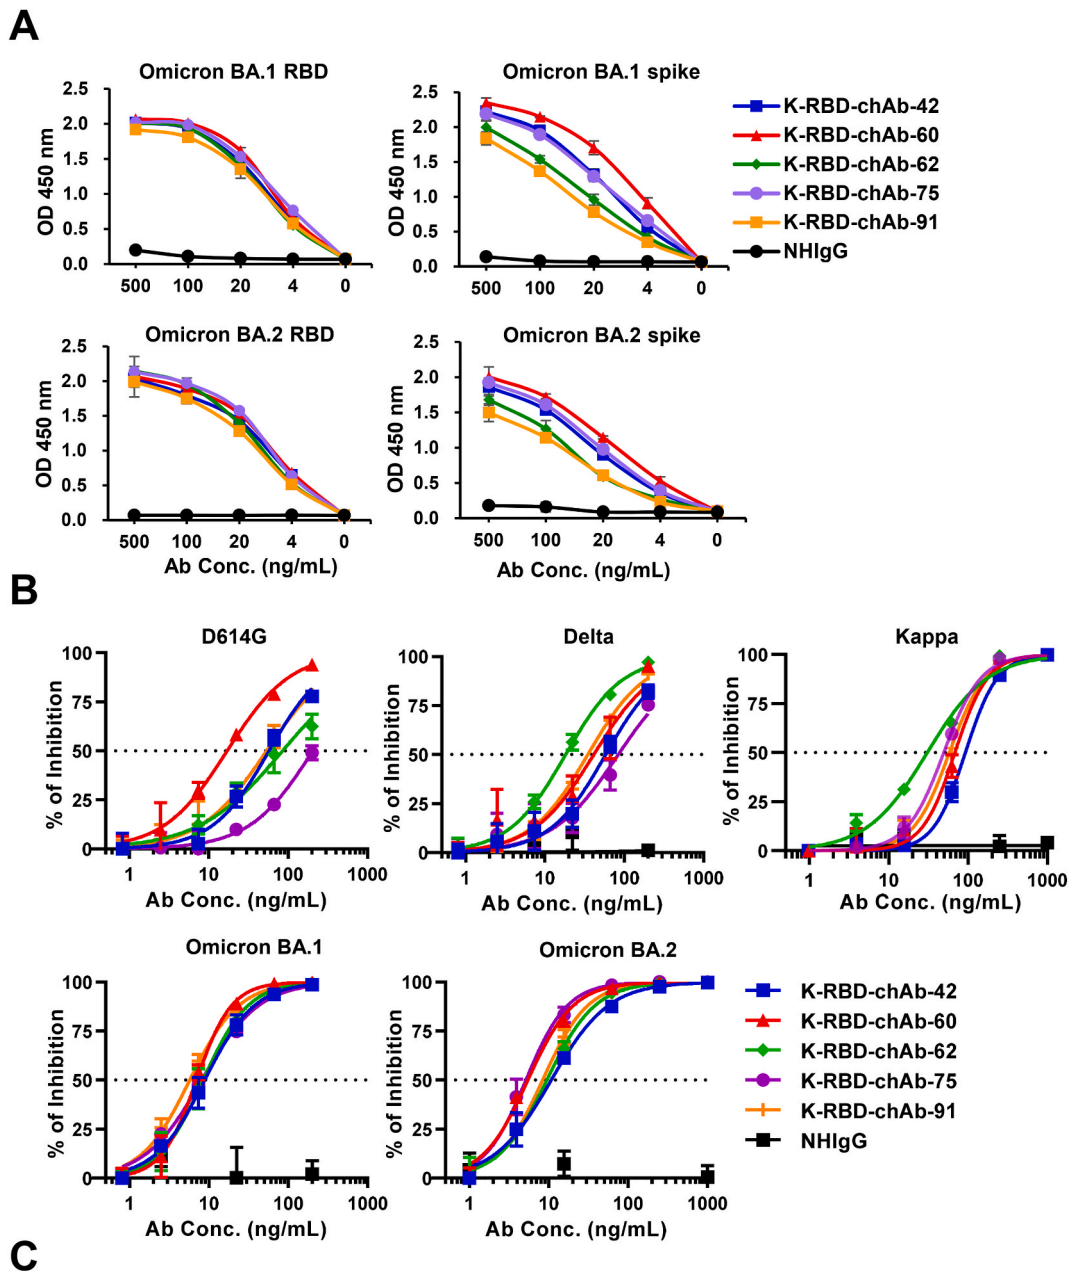 A
Omicron BA.1 RBD
OD 450 nm
2.5
2.0
1.5
1.0
0.5
0.0
500 100 20 4 0
Omicron BA.1 spike
OD 450 nm
2.5
2.0
1.5
1.0
0.5
0.0
500 100 20 4 0
K-RBD-chAb-42
K-RBD-chAb-60
K-RBD-chAb-62
K-RBD-chAb-75
K-RBD-chAb-91
NHIgG
Omicron BA.2 RBD
OD 450 nm
2.5
2.0
1.5
1.0
0.5
0.0
500 100 20 4 0
Ab Conc. (ng/mL)
Omicron BA.2 spike
OD 450 nm
2.5
2.0
1.5
1.0
0.5
0.0
500 100 20 4 0
Ab Conc. (ng/mL)
B
D614G
% of Inhibition
100
75
50
25
0
1 10 100 1000
Ab Conc. (ng/mL)
Delta
% of Inhibition
100
75
50
25
0
1 10 100 1000
Ab Conc. (ng/mL)
Kappa
% of Inhibition
100
75
50
25
0
1 10 100 1000
Ab Conc. (ng/mL)
Omicron BA.1
% of Inhibition
100
75
50
25
0
1 10 100 1000
Ab Conc. (ng/mL)
Omicron BA.2
% of Inhibition
100
75
50
25
0
1 10 100 1000
Ab Conc. (ng/mL)
K-RBD-chAb-42
K-RBD-chAb-60
K-RBD-chAb-62
K-RBD-chAb-75
K-RBD-chAb-91
NHIgG
C